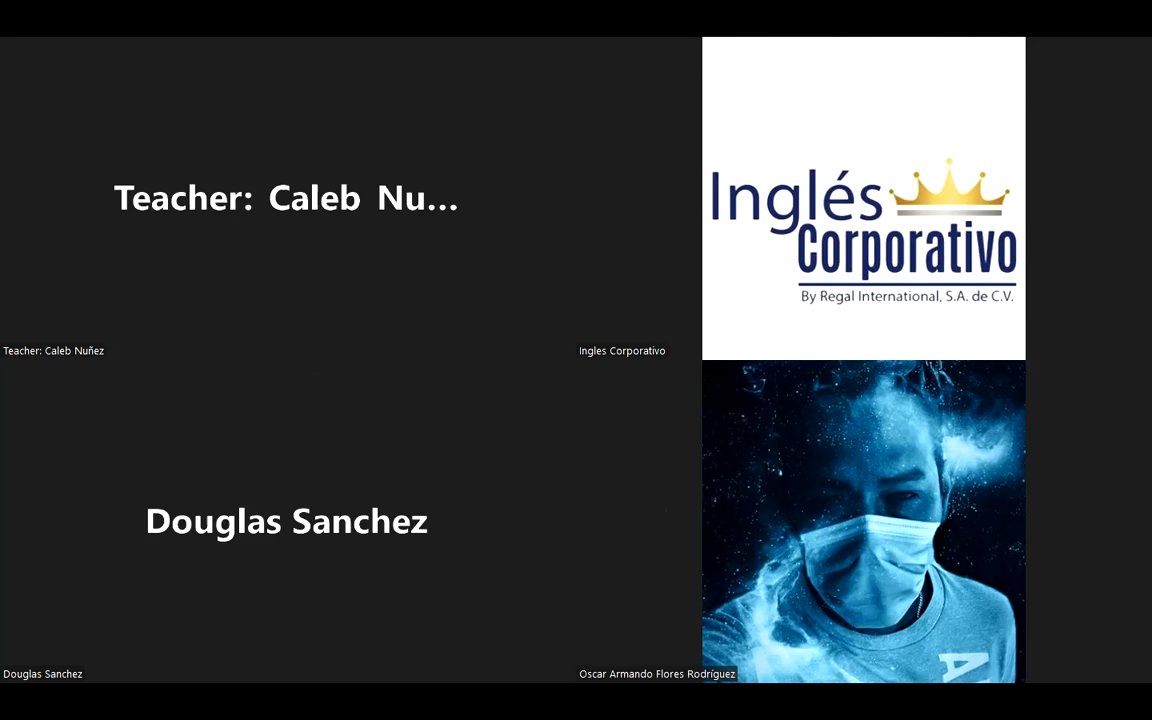 Teacher: Caleb Nu...
Inglés
Corporativo
By Regal International, S.A. de C.V.
Teacher: Caleb Nuñez
Ingles Corporativo
Douglas Sanchez
Douglas Sanchez
Oscar Armando Flores Rodríguez